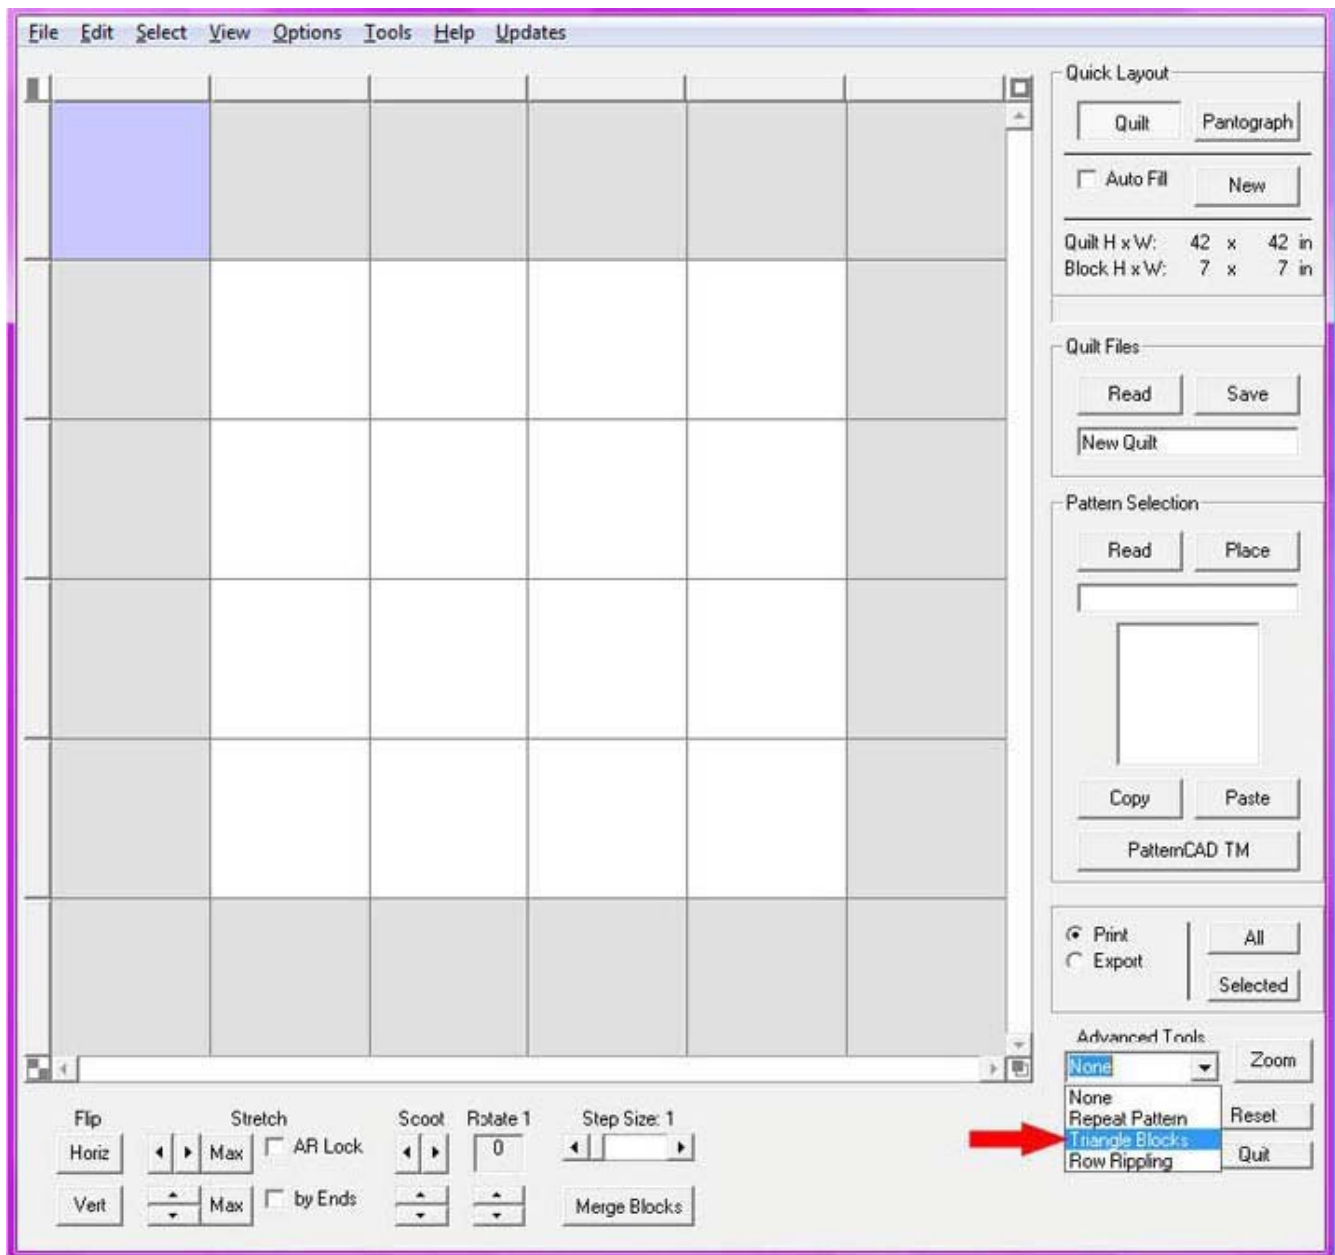 File Edit Select View Options Tools Help Updates
Quick Layout
Quilt Pantograph
Auto Fill New
Quilt H x W: 42 x 42 in
Block H x W: 7 x 7 in
Quilt Files
Read Save
New Quilt
Pattern Selection
Read Place
Copy Paste
PatternCAD TM
Print All
Export
Selected
Advanced Tools
None Zoom
None
Repeat Pattern Reset
Triangle Blocks
Row Rippling Quit
Flip Stretch Scoot Rotate 1 Step Size: 1
Horiz Max AR Lock 0
Vert Max by Ends Merge Blocks